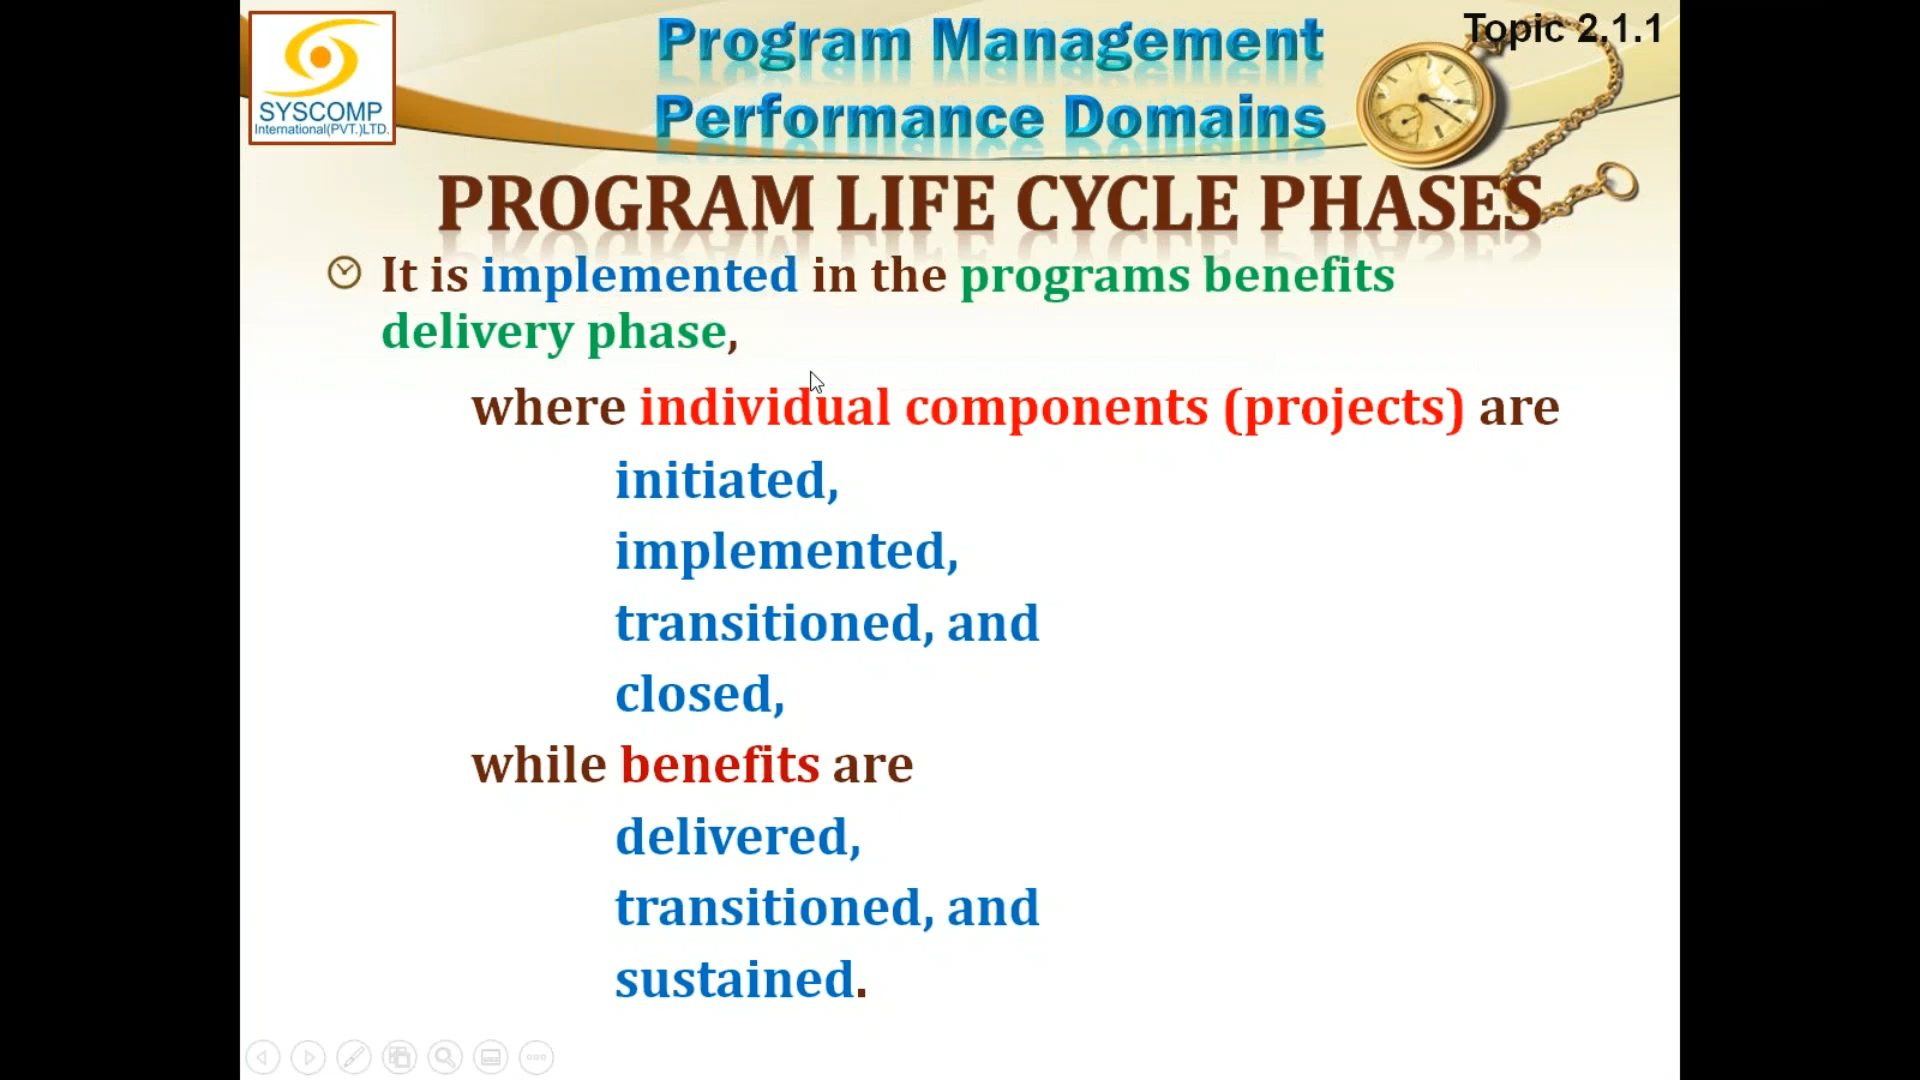 Topic 2.1.1
SYSCOMP
International(PVT.)LTD.
Program Management
Performance Domains
PROGRAM LIFE CYCLE PHASES
It is implemented in the programs benefits
delivery phase,
where individual components (projects) are
initiated,
implemented,
transitioned, and
closed,
while benefits are
delivered,
transitioned, and
sustained.